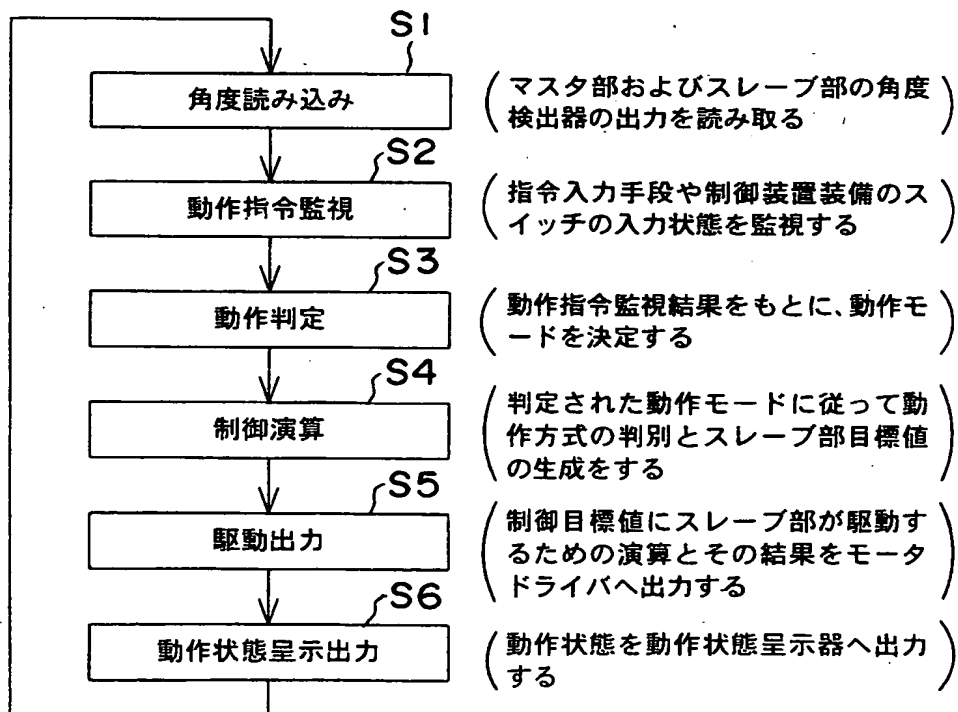 S1
角度読み込み
(マスタ部およびスレーブ部の角度
検出器の出力を読み取る)
S2
動作指令監視
(指令入力手段や制御装置装備のス
イッチの入力状態を監視する)
S3
動作判定
(動作指令監視結果をもとに、動作モ
ードを決定する)
S4
制御演算
(判定された動作モードに従って動
作方式の判別とスレーブ部目標値
の生成をする)
S5
駆動出力
(制御目標値にスレーブ部が駆動す
るための演算とその結果をモータ
ドライバへ出力する)
S6
動作状態呈示出力
(動作状態を動作状態呈示器へ出力
する)